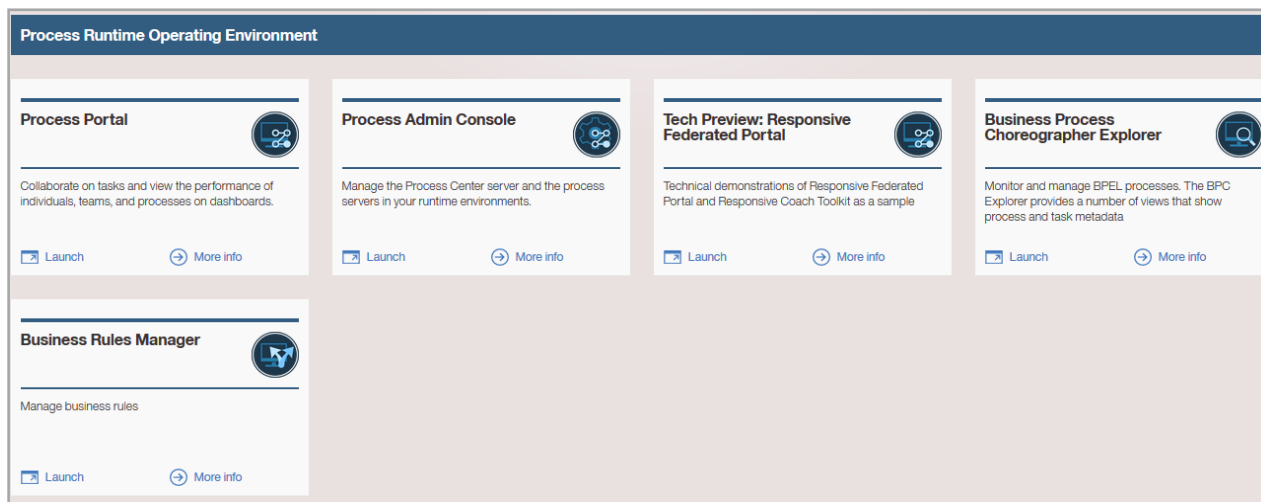 Process Runtime Operating Environment
Process Portal
Collaborate on tasks and view the performance of
individuals, teams, and processes on dashboards.
Launch More info
Process Admin Console
Manage the Process Center server and the process
servers in your runtime environments.
Launch More info
Tech Preview: Responsive
Federated Portal
Technical demonstrations of Responsive Federated
Portal and Responsive Coach Toolkit as a sample
Launch More info
Business Process
Choreographer Explorer
Monitor and manage BPEL processes. The BPC
Explorer provides a number of views that show
process and task metadata
Launch More info
Business Rules Manager
Manage business rules
Launch More info